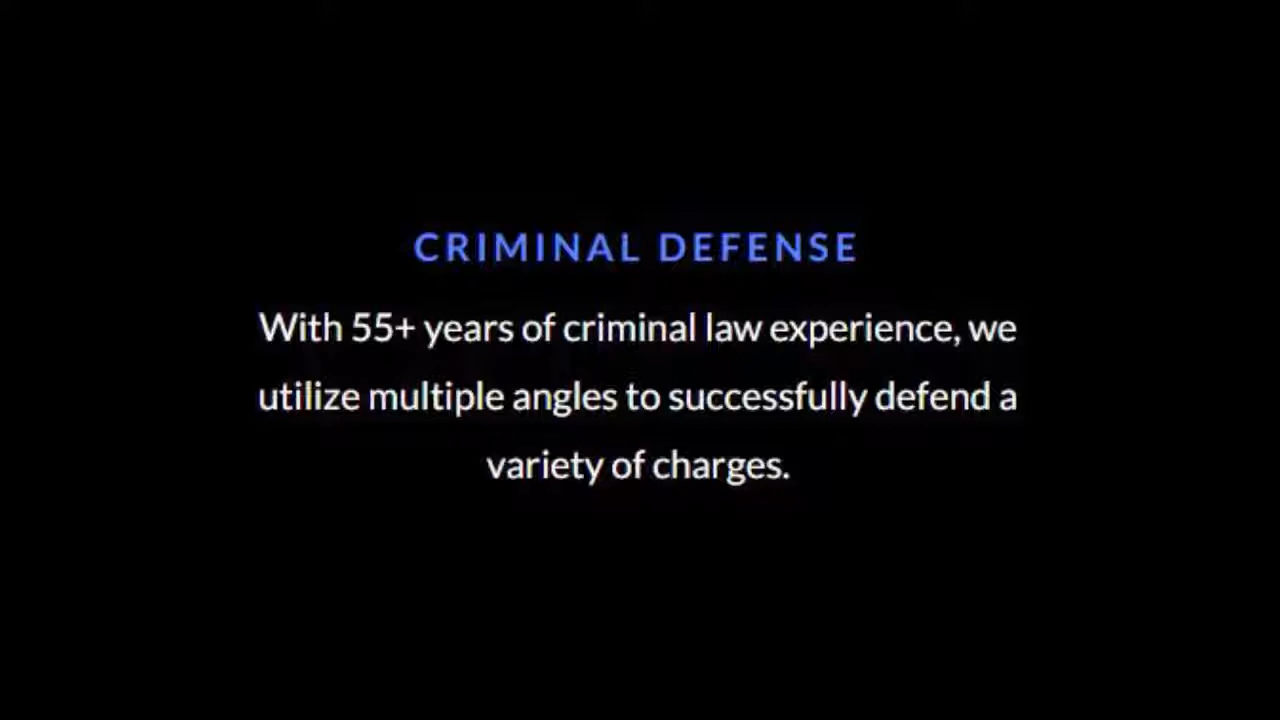 CRIMINAL DEFENSE
With 55+ years of criminal law experience, we
utilize multiple angles to successfully defend a
variety of charges.